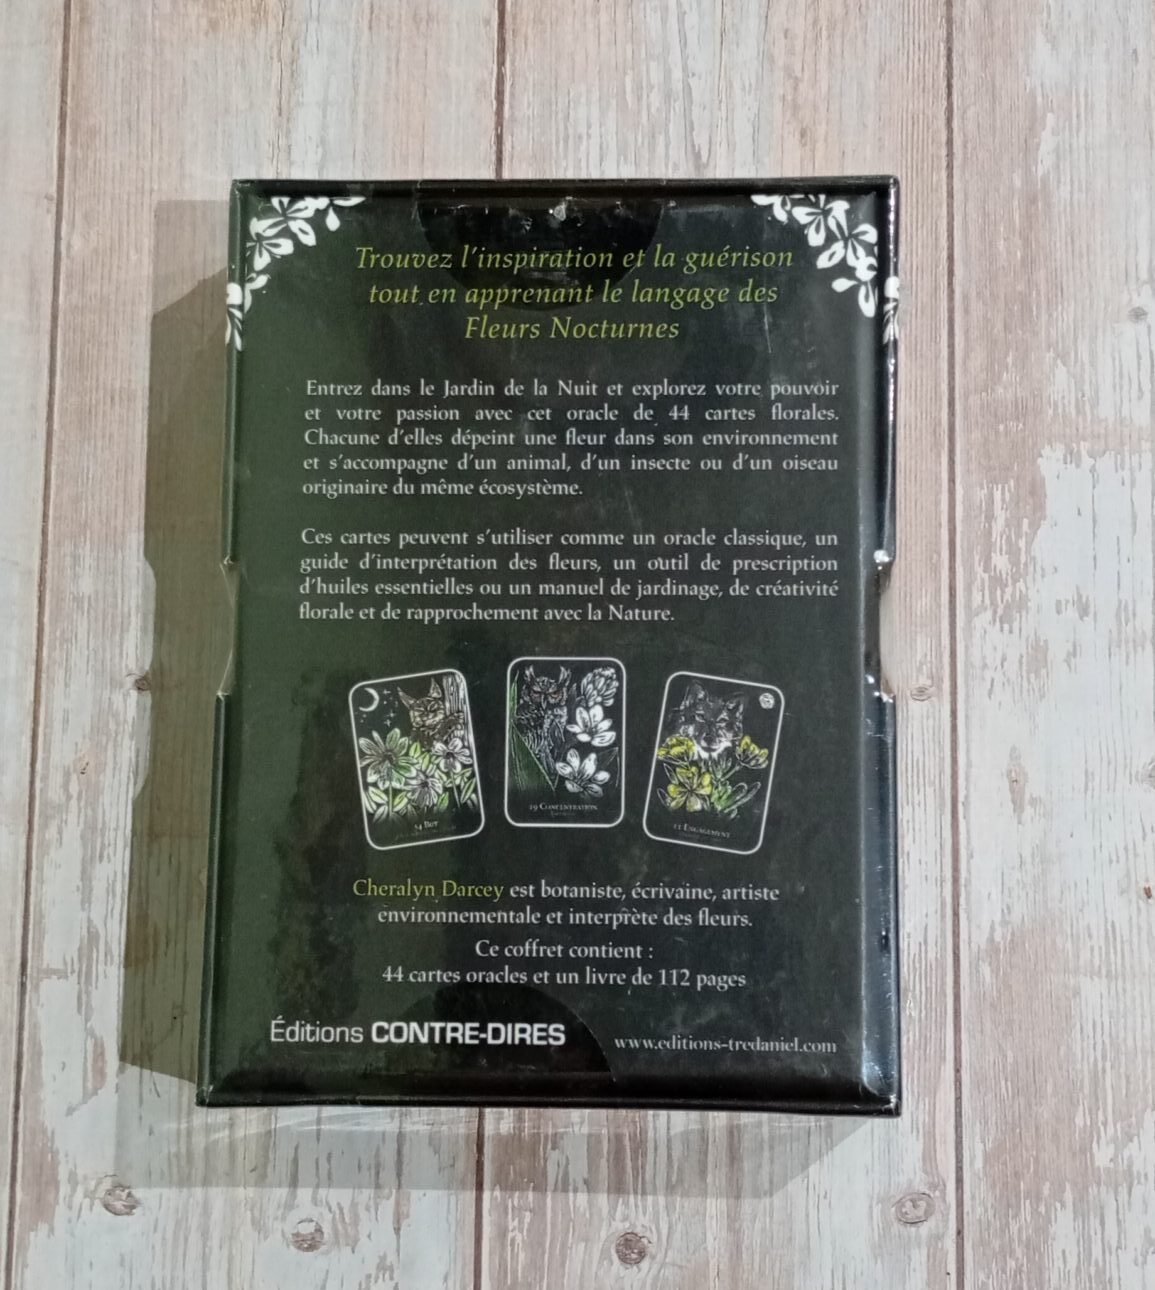 Trouvez l'inspiration et la guérison
tout en apprenant le langage des
Fleurs Nocturnes
Entrez dans le Jardin de la Nuit et explorez votre pouvoir
et votre passion avec cet oracle de 44 cartes florales.
Chacune d'elles dépeint une fleur dans son environnement
et s'accompagne d'un animal, d'un insecte ou d'un oiseau
originaire du même écosystème.
Ces cartes peuvent s'utiliser comme un oracle classique, un
guide d'interprétation des fleurs, un outil de prescription
d'huiles essentielles ou un manuel de jardinage, de créativité
florale et de rapprochement avec la Nature.
34 But
19 Concentration
11 Engagement
Cheralyn Darcey est botaniste, écrivaine, artiste
environnementale et interprète des fleurs.
Ce coffret contient :
44 cartes oracles et un livre de 112 pages
Éditions CONTRE-DIRES
www.editions-tredaniel.com